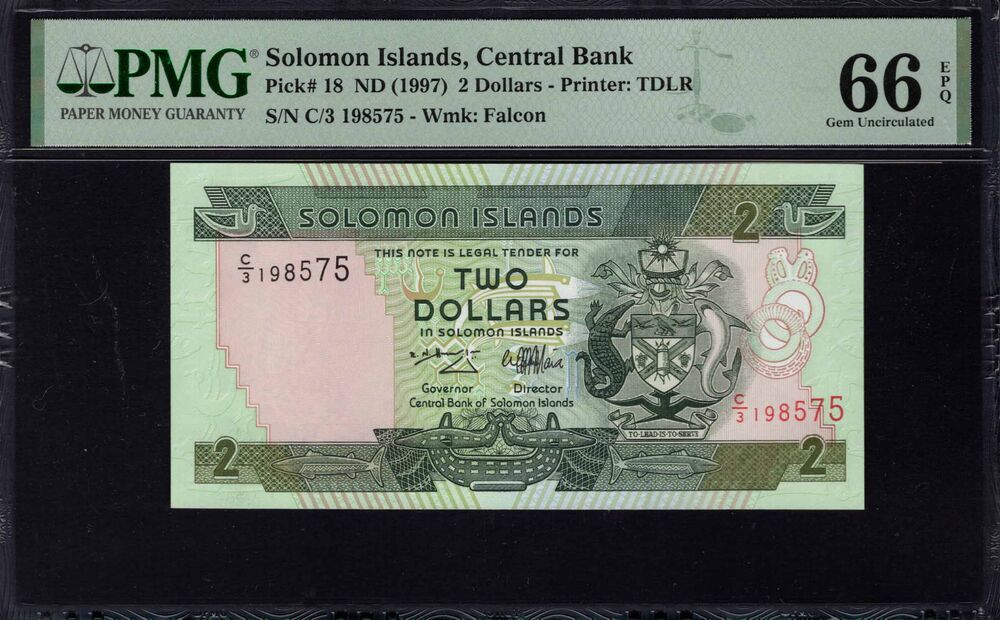 PMG®
PAPER MONEY GUARANTY
Solomon Islands, Central Bank
Pick# 18 ND (1997) 2 Dollars - Printer: TDLR
S/N C/3 198575 - Wmk: Falcon
66 EPQ
Gem Uncirculated
SOLOMON ISLANDS 2
C/3 198575
THIS NOTE IS LEGAL TENDER FOR
TWO
DOLLARS
IN SOLOMON ISLANDS
Governor Director
Central Bank of Solomon Islands
C/3 198575
TO·LEAD·IS·TO·SERVE
2 2